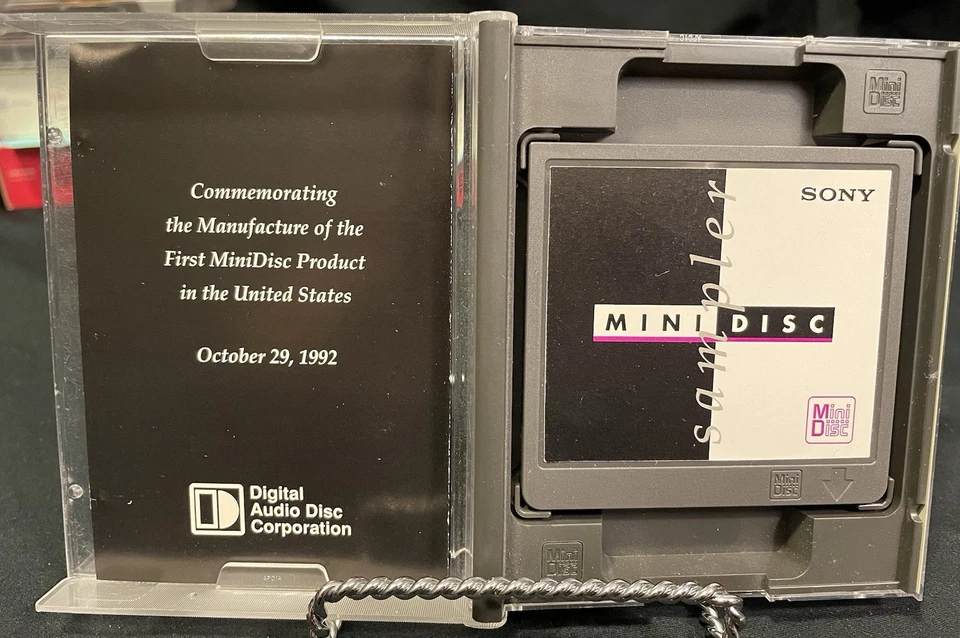 Commemorating
the Manufacture of the
First MiniDisc Product
in the United States
October 29, 1992
Digital
Audio Disc
Corporation
Mini
Disc
SONY
sampler
MINI DISC
Mini
Disc
Mini
Disc
Mini
Disc